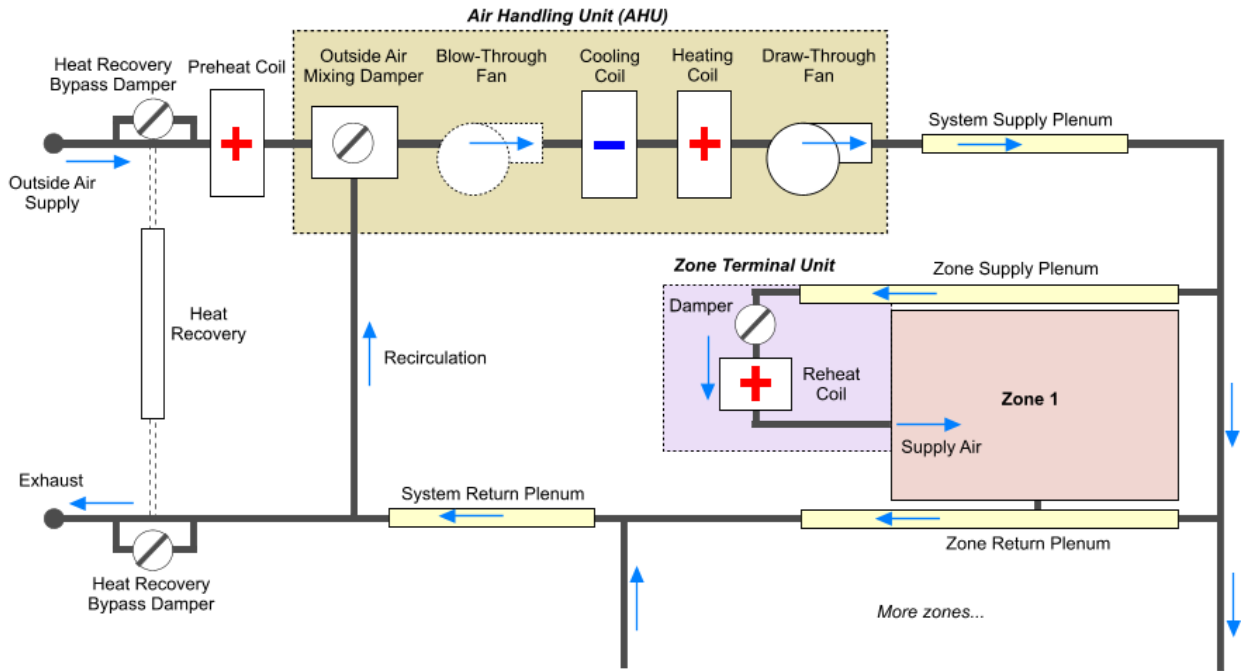 Air Handling Unit (AHU)
Heat Recovery
Bypass Damper
Preheat Coil
Outside Air
Mixing Damper
Blow-Through
Fan
Cooling
Coil
Heating
Coil
Draw-Through
Fan
System Supply Plenum
Outside Air
Supply
Zone Terminal Unit
Zone Supply Plenum
Damper
Heat
Recovery
Recirculation
Reheat
Coil
Zone 1
Supply Air
Exhaust
System Return Plenum
Zone Return Plenum
Heat Recovery
Bypass Damper
More zones...